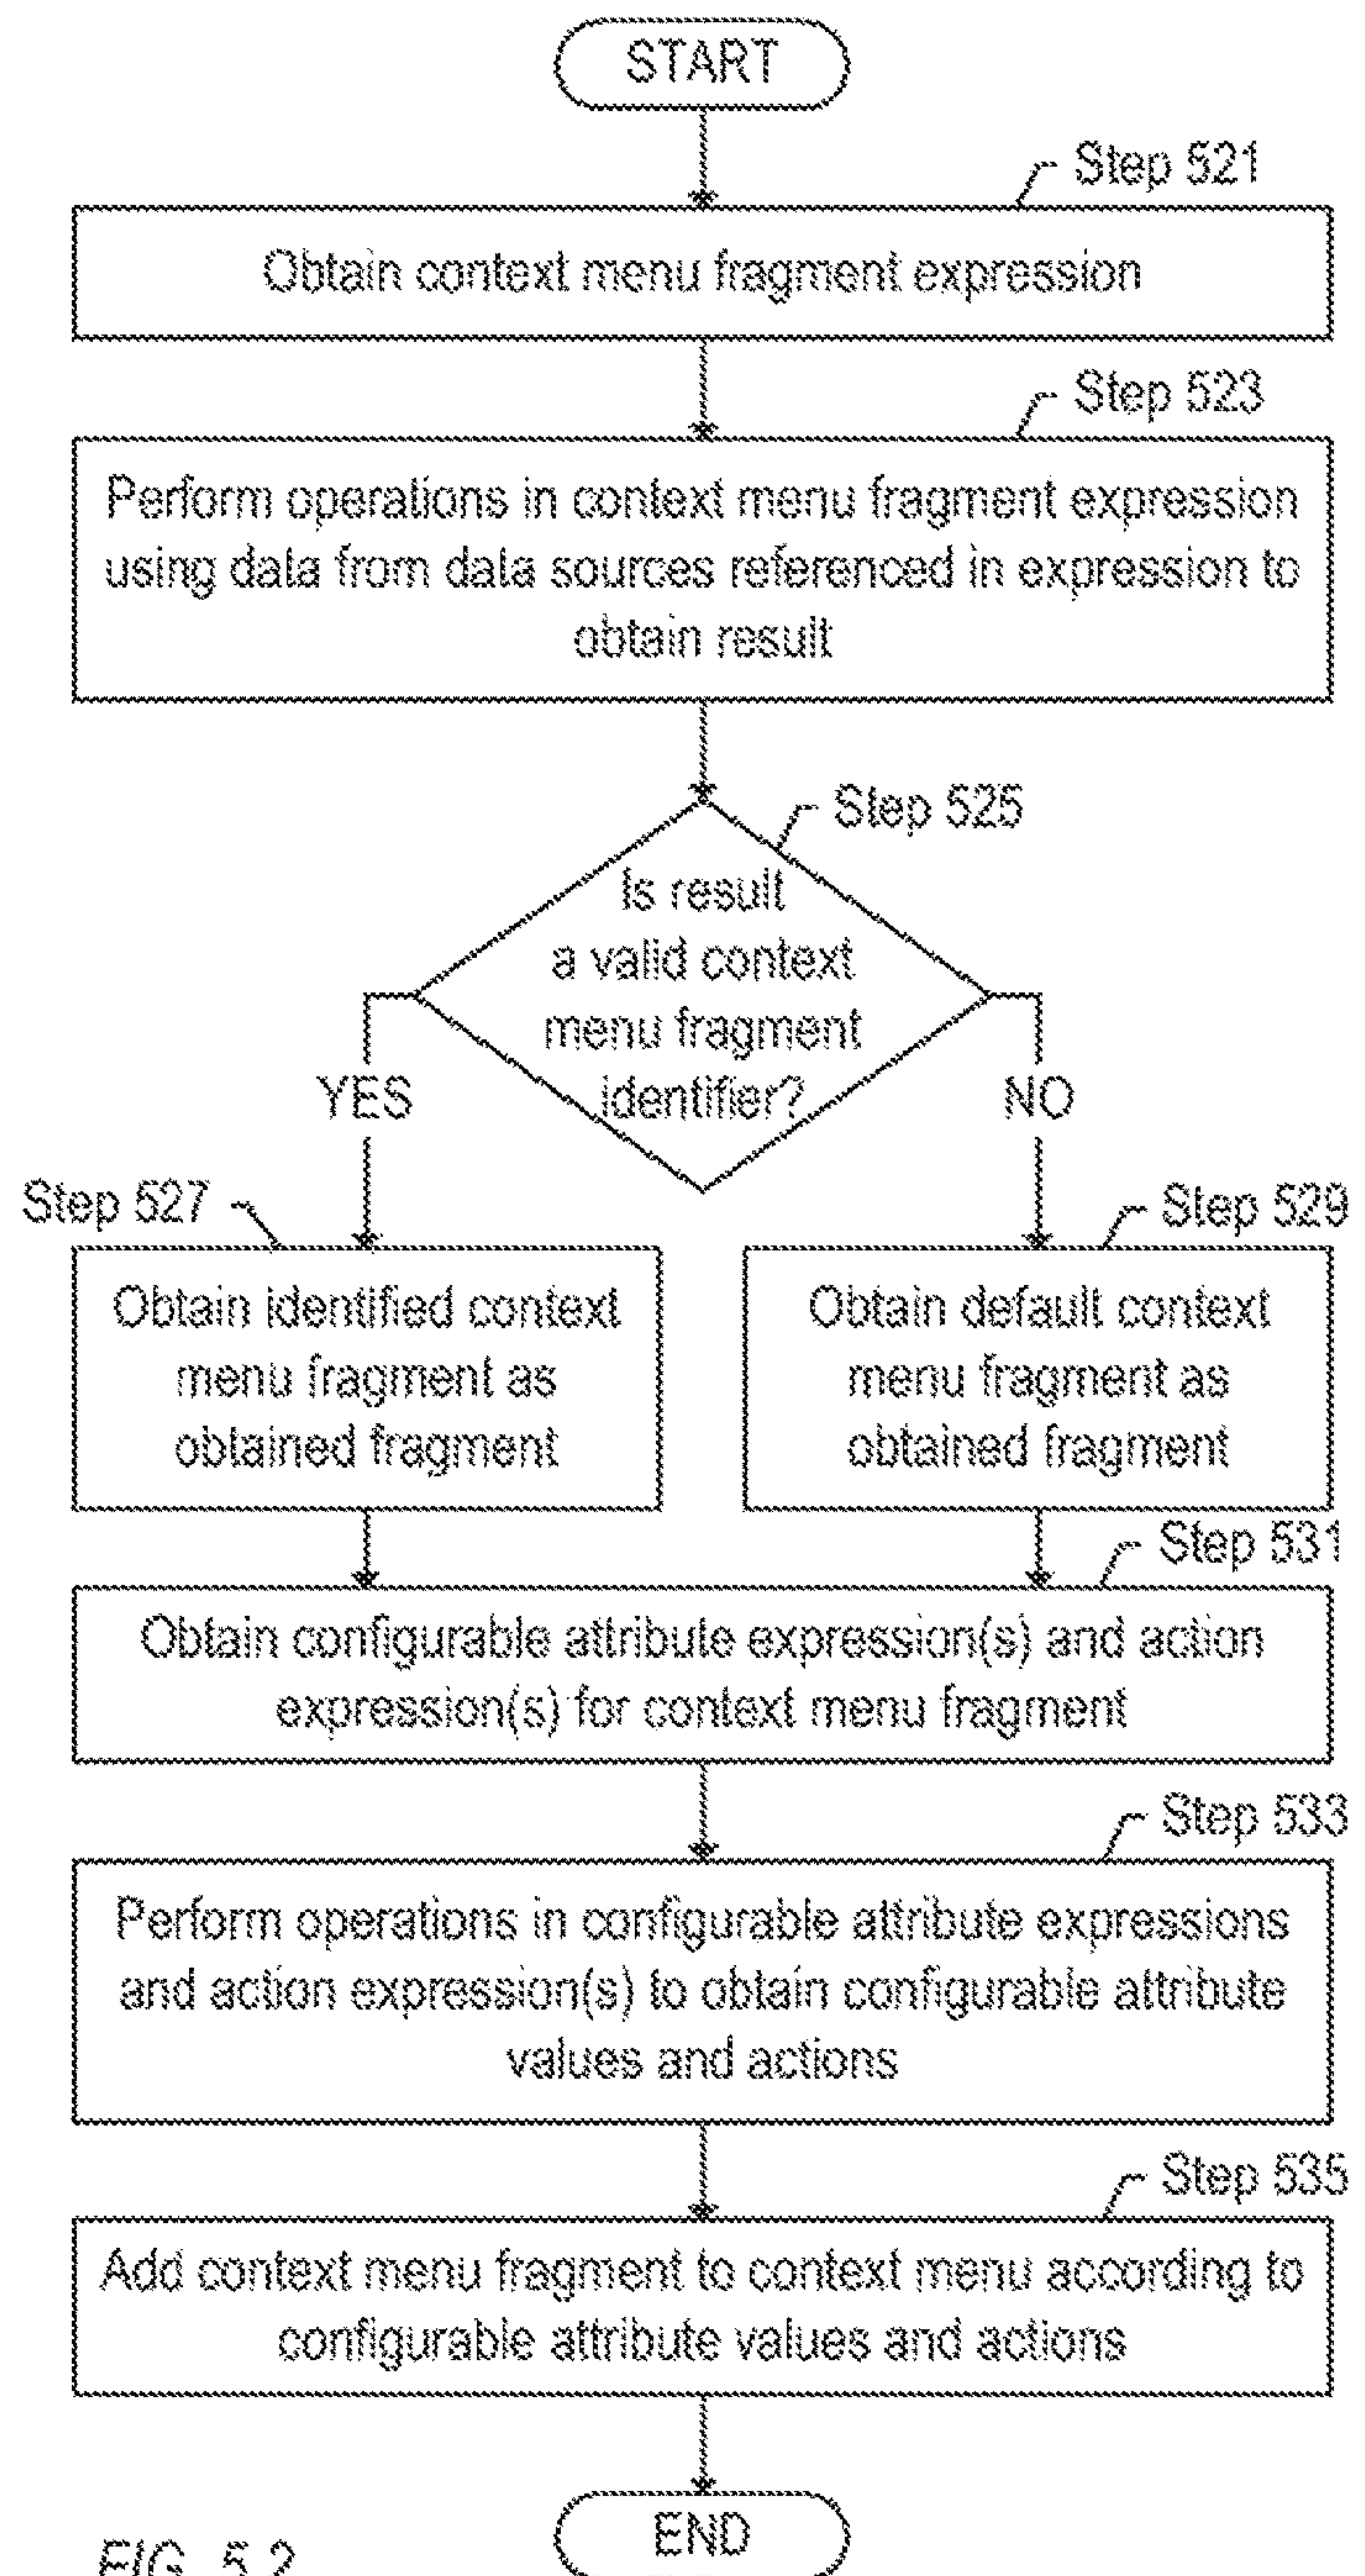 START
Step 521
Obtain context menu fragment expression
Step 523
Perform operations in context menu fragment expression
using data from data sources referenced in expression to
obtain result
Step 525
Is result
a valid context
menu fragment
identifier?
YES
NO
Step 527
Step 529
Obtain identified context
menu fragment as
obtained fragment
Obtain default context
menu fragment as
obtained fragment
Step 531
Obtain configurable attribute expression(s) and action
expression(s) for context menu fragment
Step 533
Perform operations in configurable attribute expressions
and action expression(s) to obtain configurable attribute
values and actions
Step 535
Add context menu fragment to context menu according to
configurable attribute values and actions
END
FIG. 5.2